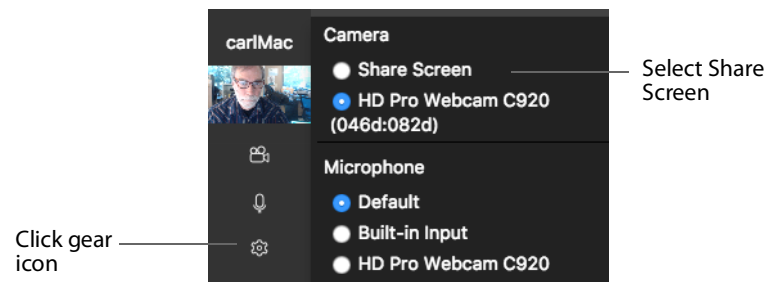 carlMac
Camera
Share Screen
HD Pro Webcam C920
(046d:082d)
Microphone
Default
Built-in Input
HD Pro Webcam C920
Select Share
Screen
Click gear
icon